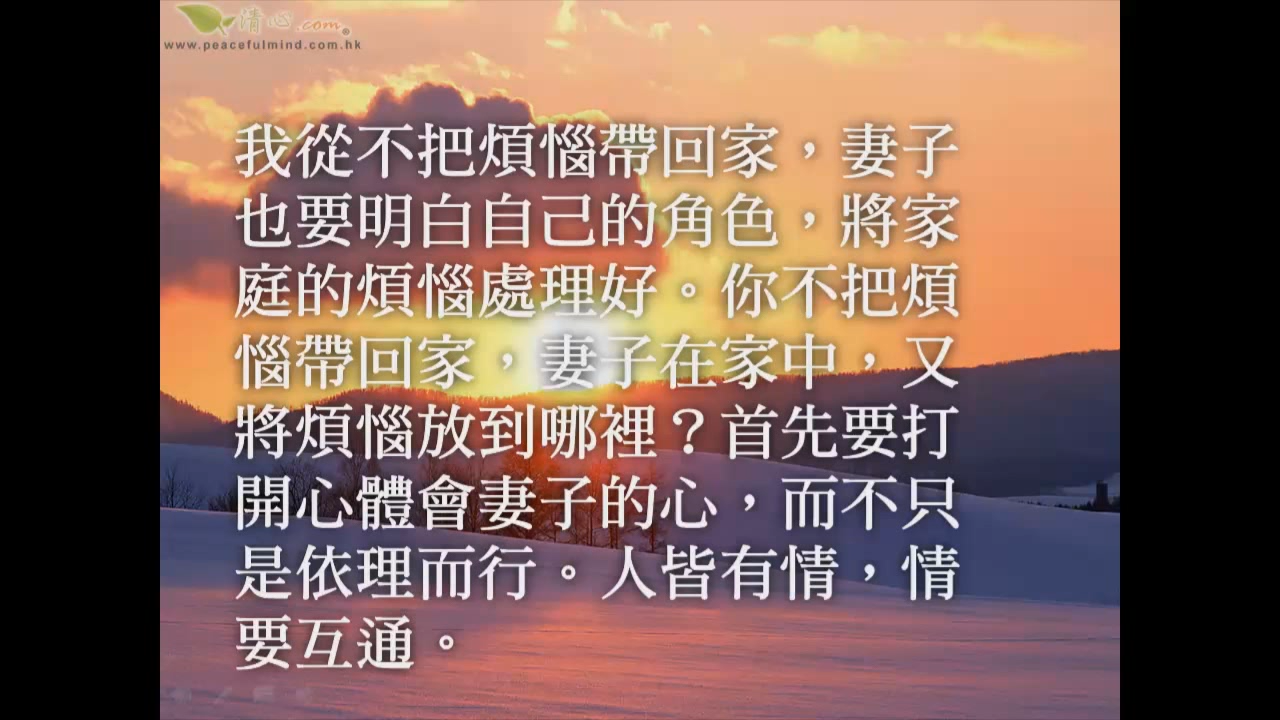 清心.com
www.peacefulmind.com.hk
我從不把煩惱帶回家，妻子
也要明白自己的角色，將家
庭的煩惱處理好。你不把煩
惱帶回家，妻子在家中，又
將煩惱放到哪裡？首先要打
開心體會妻子的心，而不只
是依理而行。人皆有情，情
要互通。